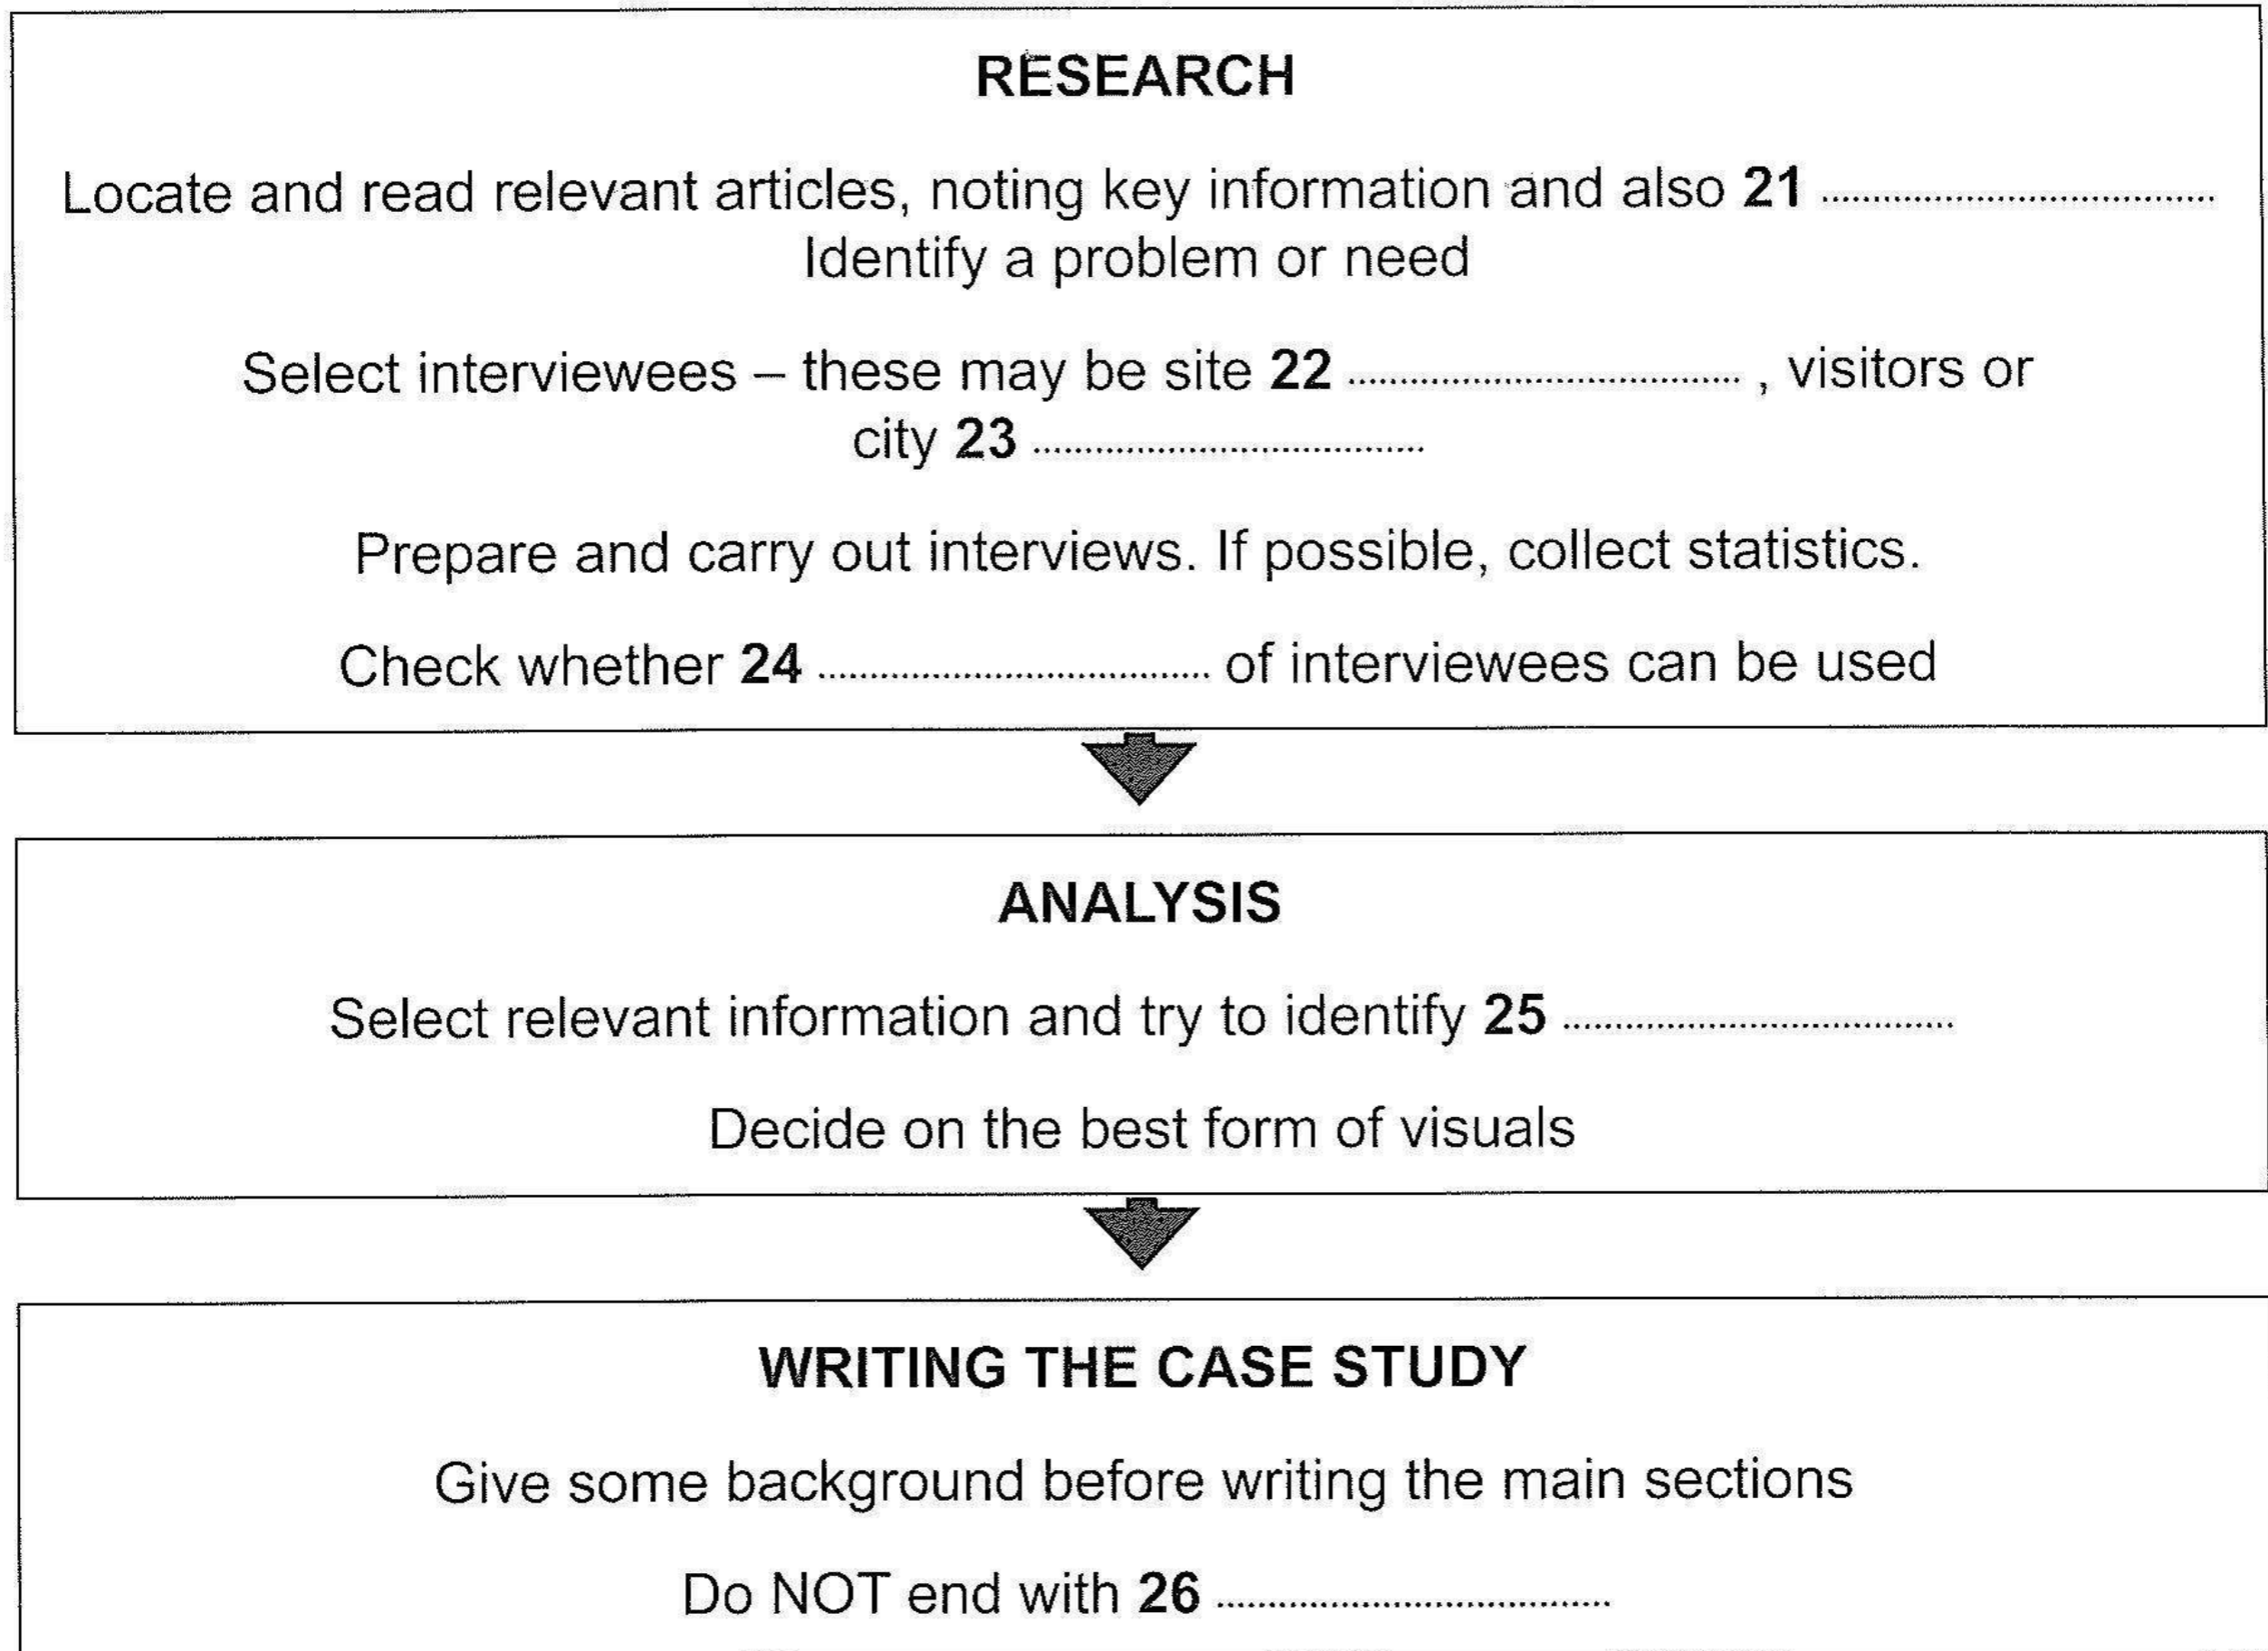 RESEARCH
Locate and read relevant articles, noting key information and also 21 ........................................
Identify a problem or need
Select interviewees – these may be site 22 ........................................ , visitors or
city 23 ........................................
Prepare and carry out interviews. If possible, collect statistics.
Check whether 24 ........................................ of interviewees can be used
ANALYSIS
Select relevant information and try to identify 25 ........................................
Decide on the best form of visuals
WRITING THE CASE STUDY
Give some background before writing the main sections
Do NOT end with 26 ........................................